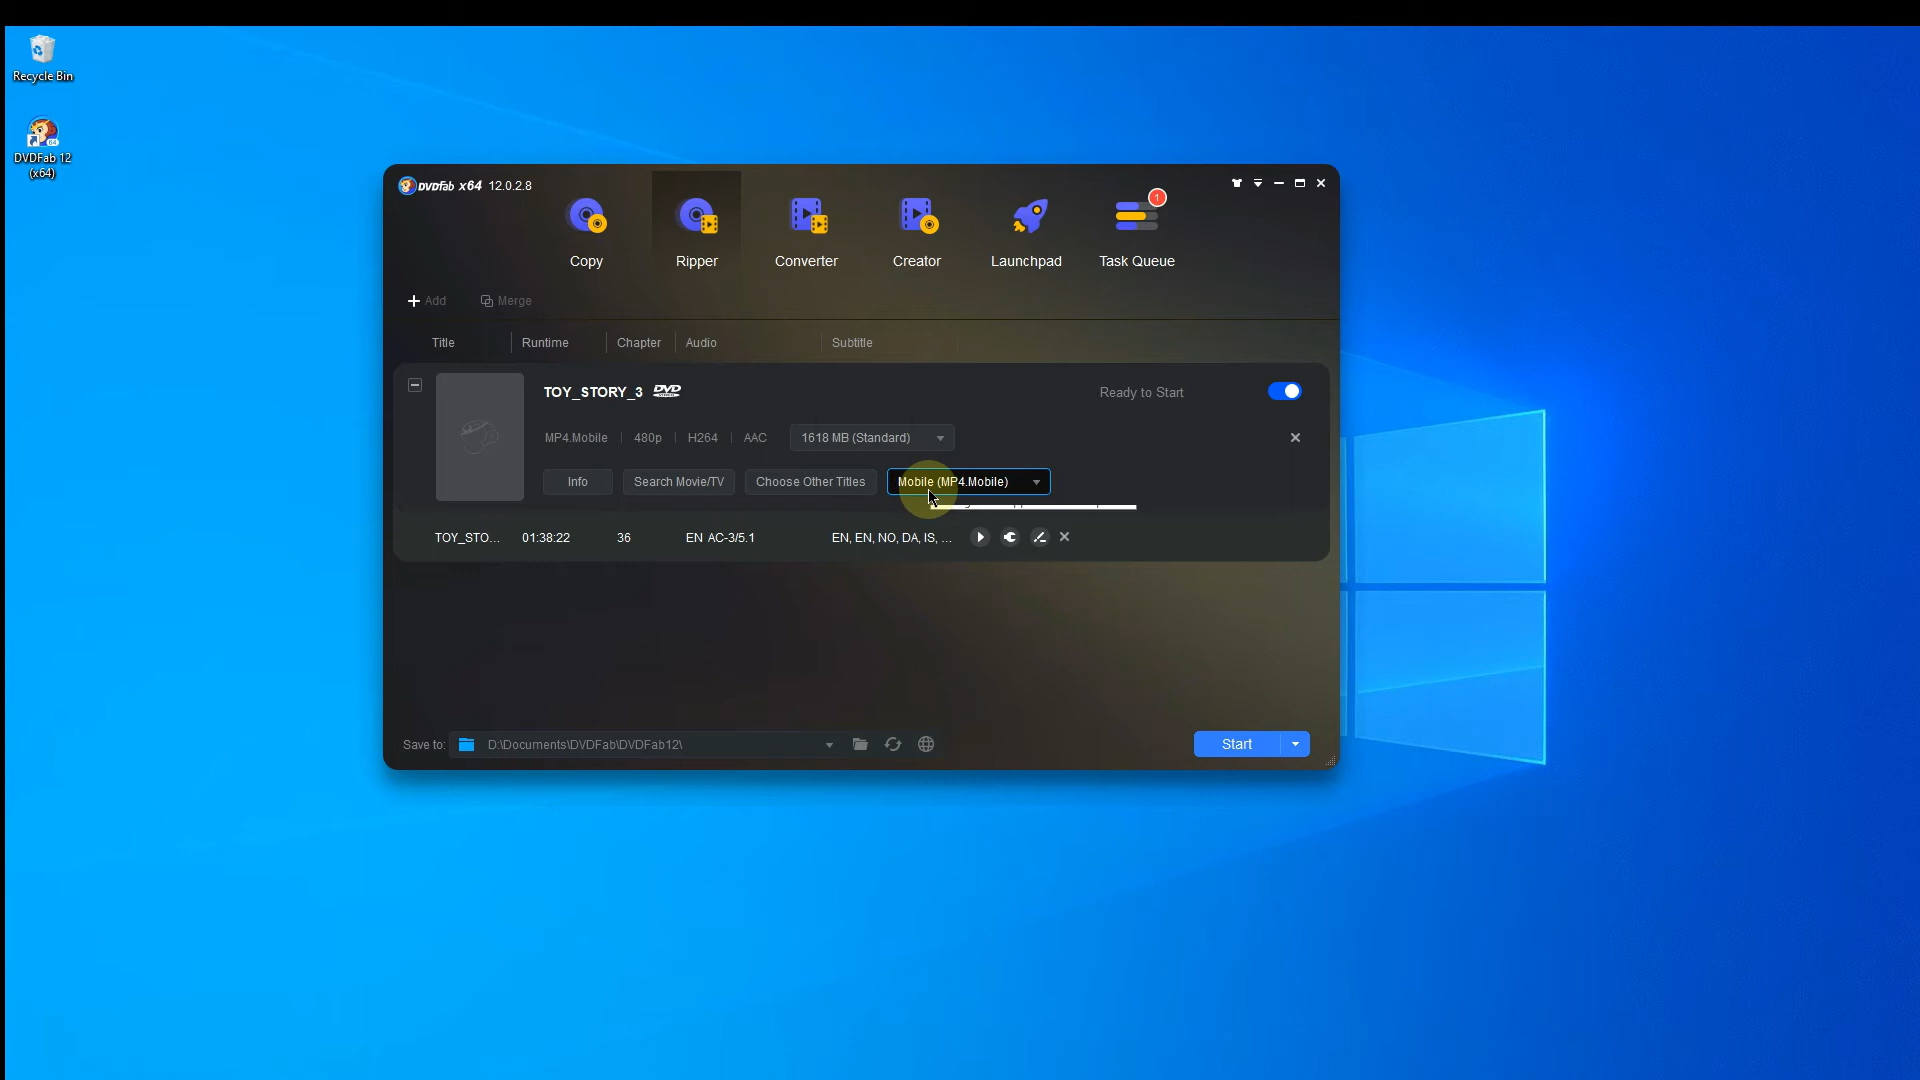 Recycle Bin
DVDFab 12
(x64)
DVDFab x64 12.0.2.8
1
Copy
Ripper
Converter
Creator
Launchpad
Task Queue
Add
Merge
Title
Runtime
Chapter
Audio
Subtitle
TOY_STORY_3 DVD
Ready to Start
MP4.Mobile
480p
H264
AAC
1618 MB (Standard)
Info
Search Movie/TV
Choose Other Titles
Mobile (MP4.Mobile)
TOY_STO...
01:38:22
36
EN AC-3/5.1
EN, EN, NO, DA, IS, ...
Save to:
D:\Documents\DVDFab\DVDFab12\
Start